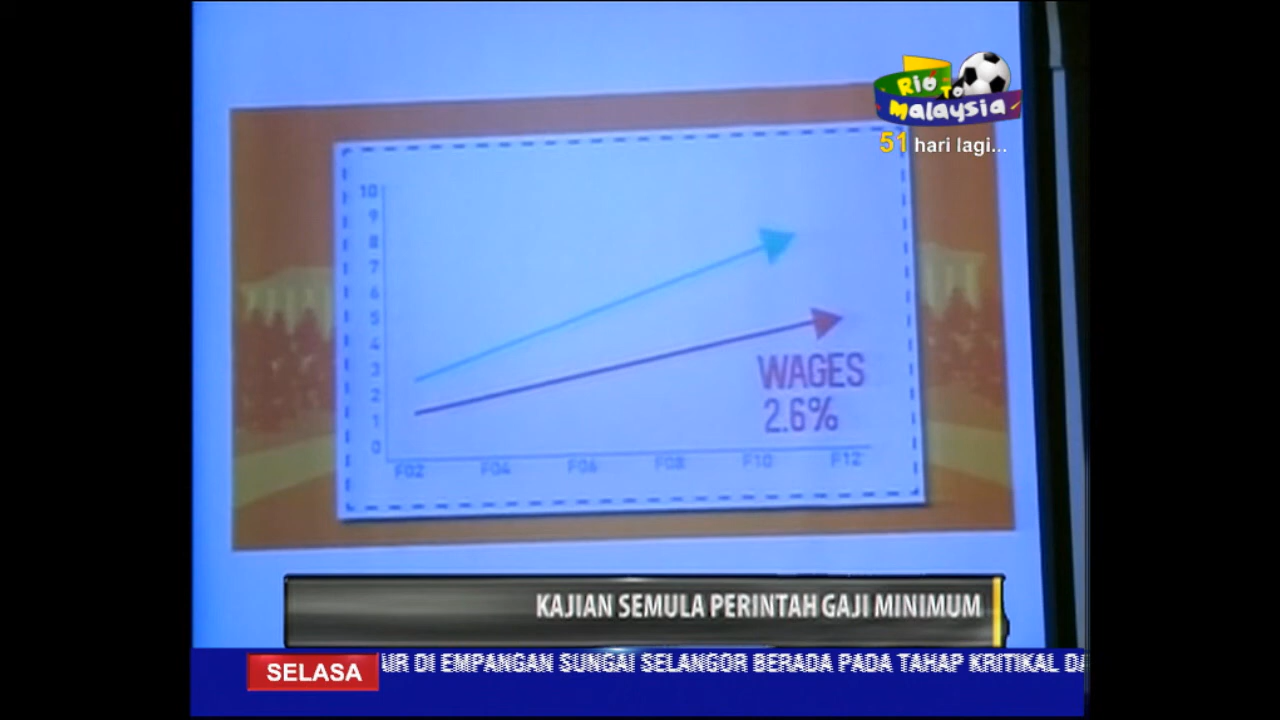 Rio To
Malaysia
51 hari lagi...
10
9
8
7
6
5
4
3
2
1
0
WAGES
2.6%
F02 F04 F06 F08 F10 F12
KAJIAN SEMULA PERINTAH GAJI MINIMUM
SELASA
DI EMPANGAN SUNGAI SELANGOR BERADA PADA TAHAP KRITIKAL